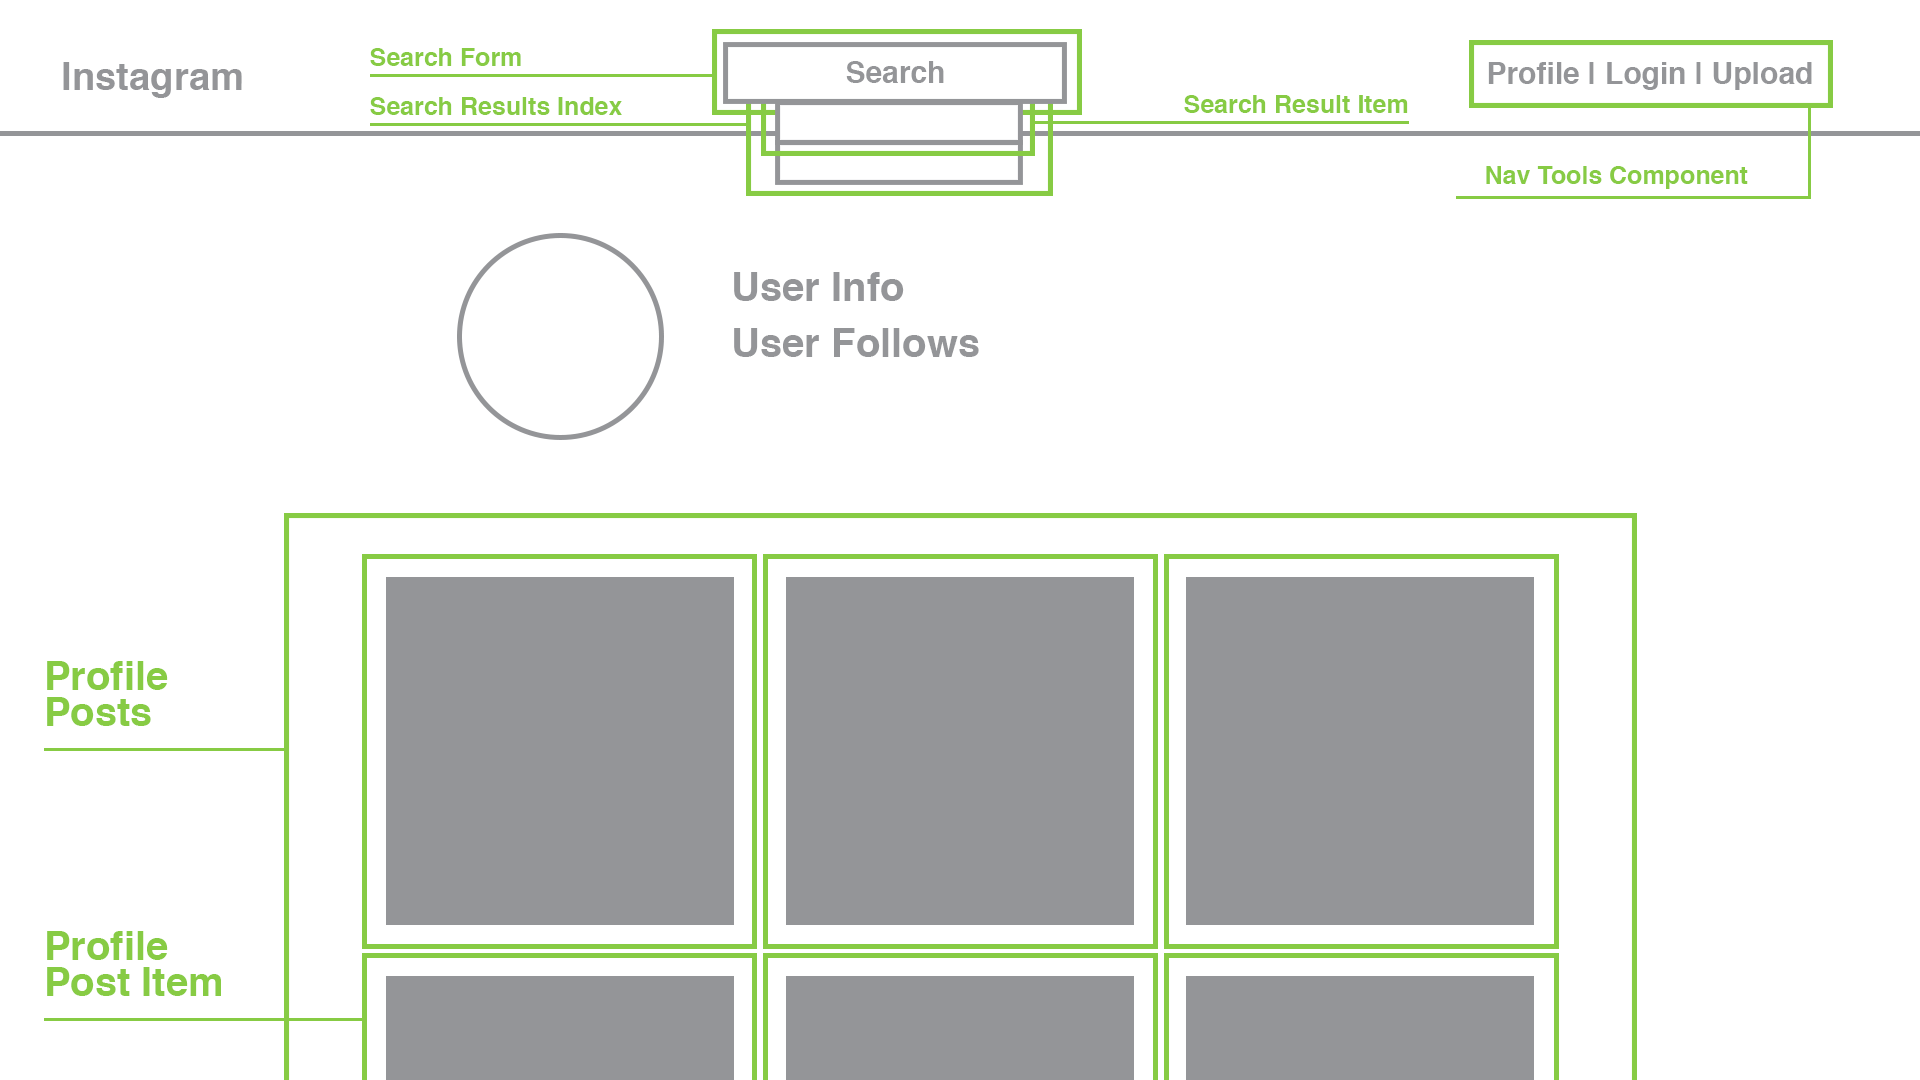 Instagram
Search Form
Search Results Index
Search
Search Result Item
Profile | Login | Upload
Nav Tools Component
User Info
User Follows
Profile
Posts
Profile
Post Item